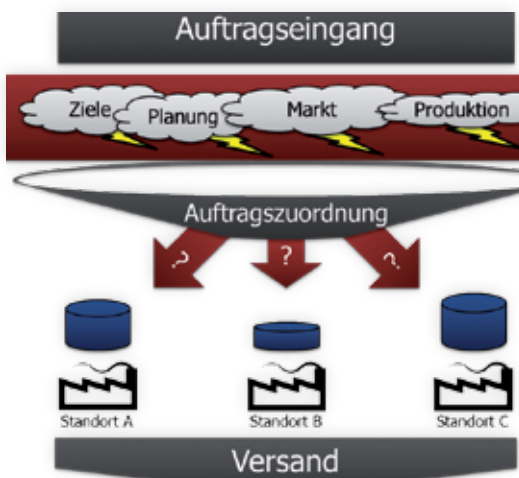 Auftragseingang
Ziele
Planung
Markt
Produktion
Auftragszuordnung
? ? ?
Standort A
Standort B
Standort C
Versand